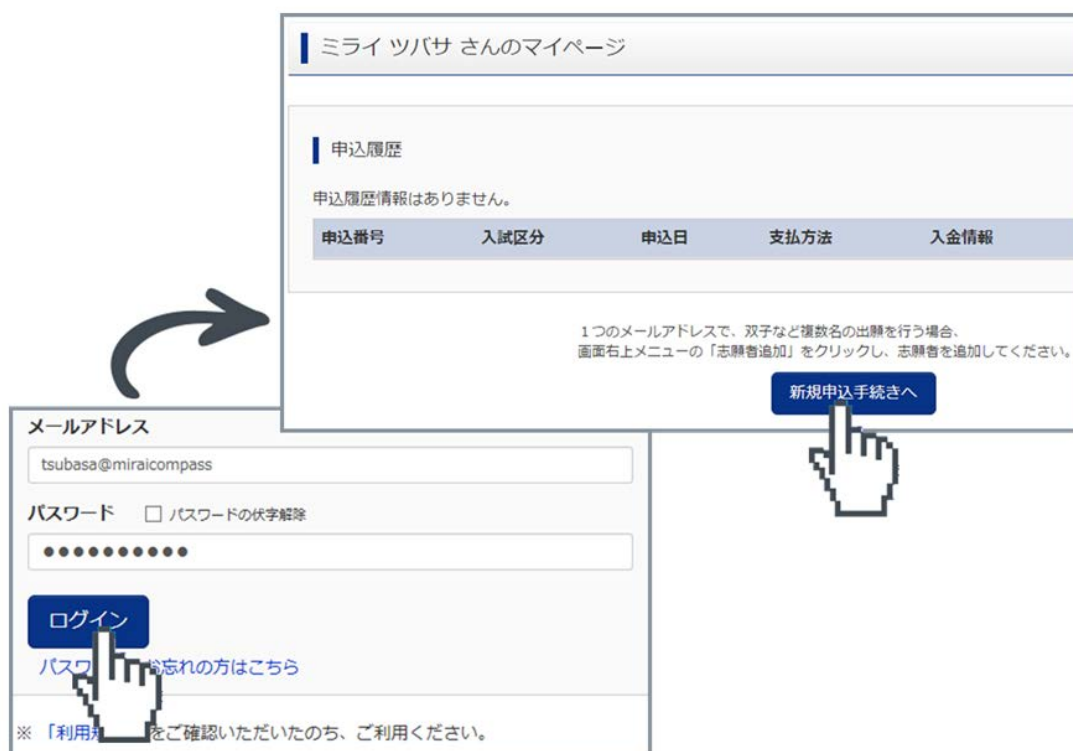 ミライ ツバサ さんのマイページ
申込履歴
申込履歴情報はありません。
申込番号 入試区分 申込日 支払方法 入金情報
1つのメールアドレスで、双子など複数名の出願を行う場合、
画面右上メニューの「志願者追加」をクリックし、志願者を追加してください。
新規申込手続きへ
メールアドレス
tsubasa@miraicompass
パスワード □ パスワードの伏字解除
●●●●●●●●●●
ログイン
パスワ お忘れの方はこちら
※ 「利用 をご確認いただいたのち、ご利用ください。